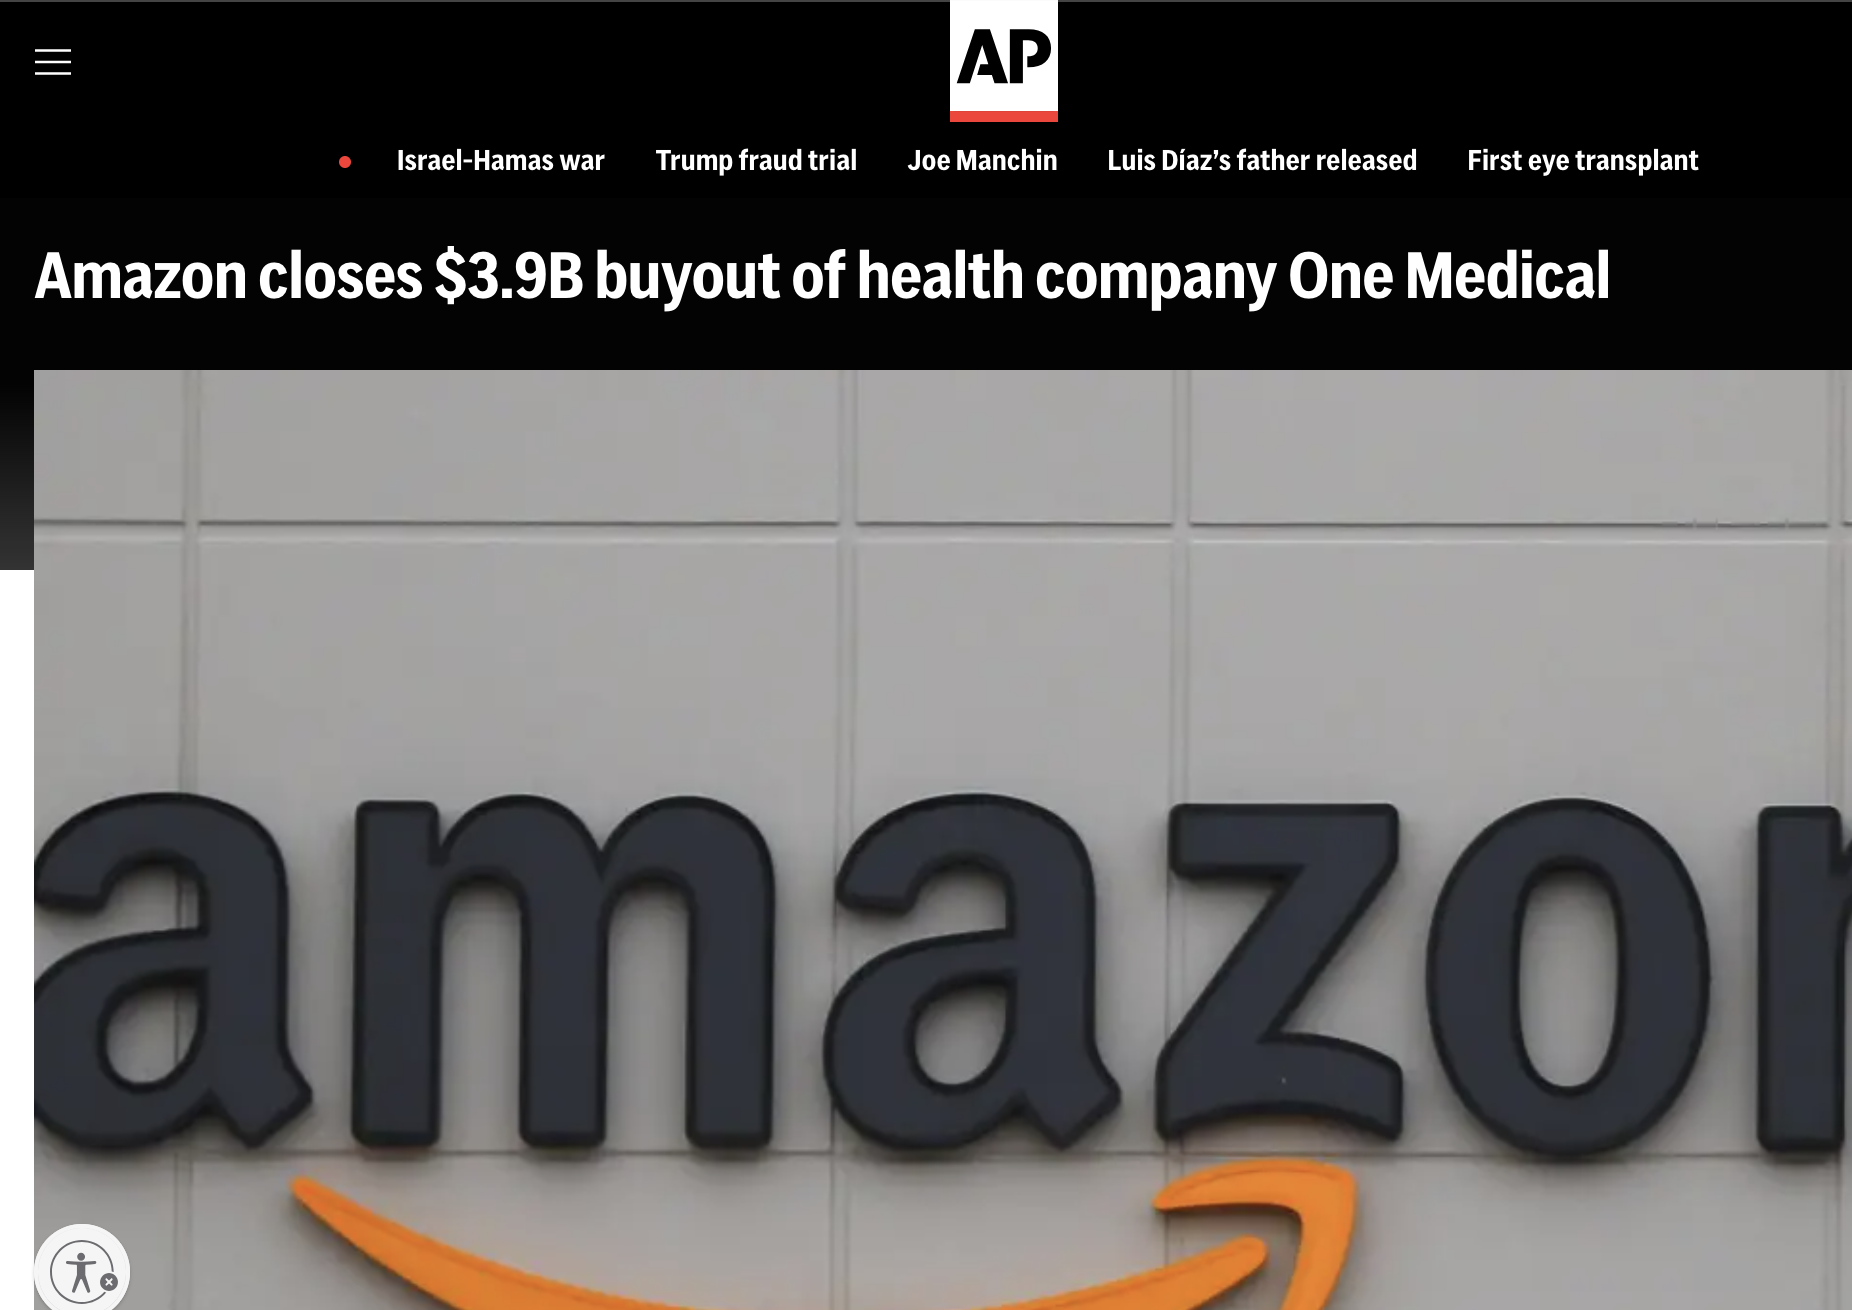 AP
Israel-Hamas war Trump fraud trial Joe Manchin Luis Díaz’s father released First eye transplant
Amazon closes $3.9B buyout of health company One Medical
amazon